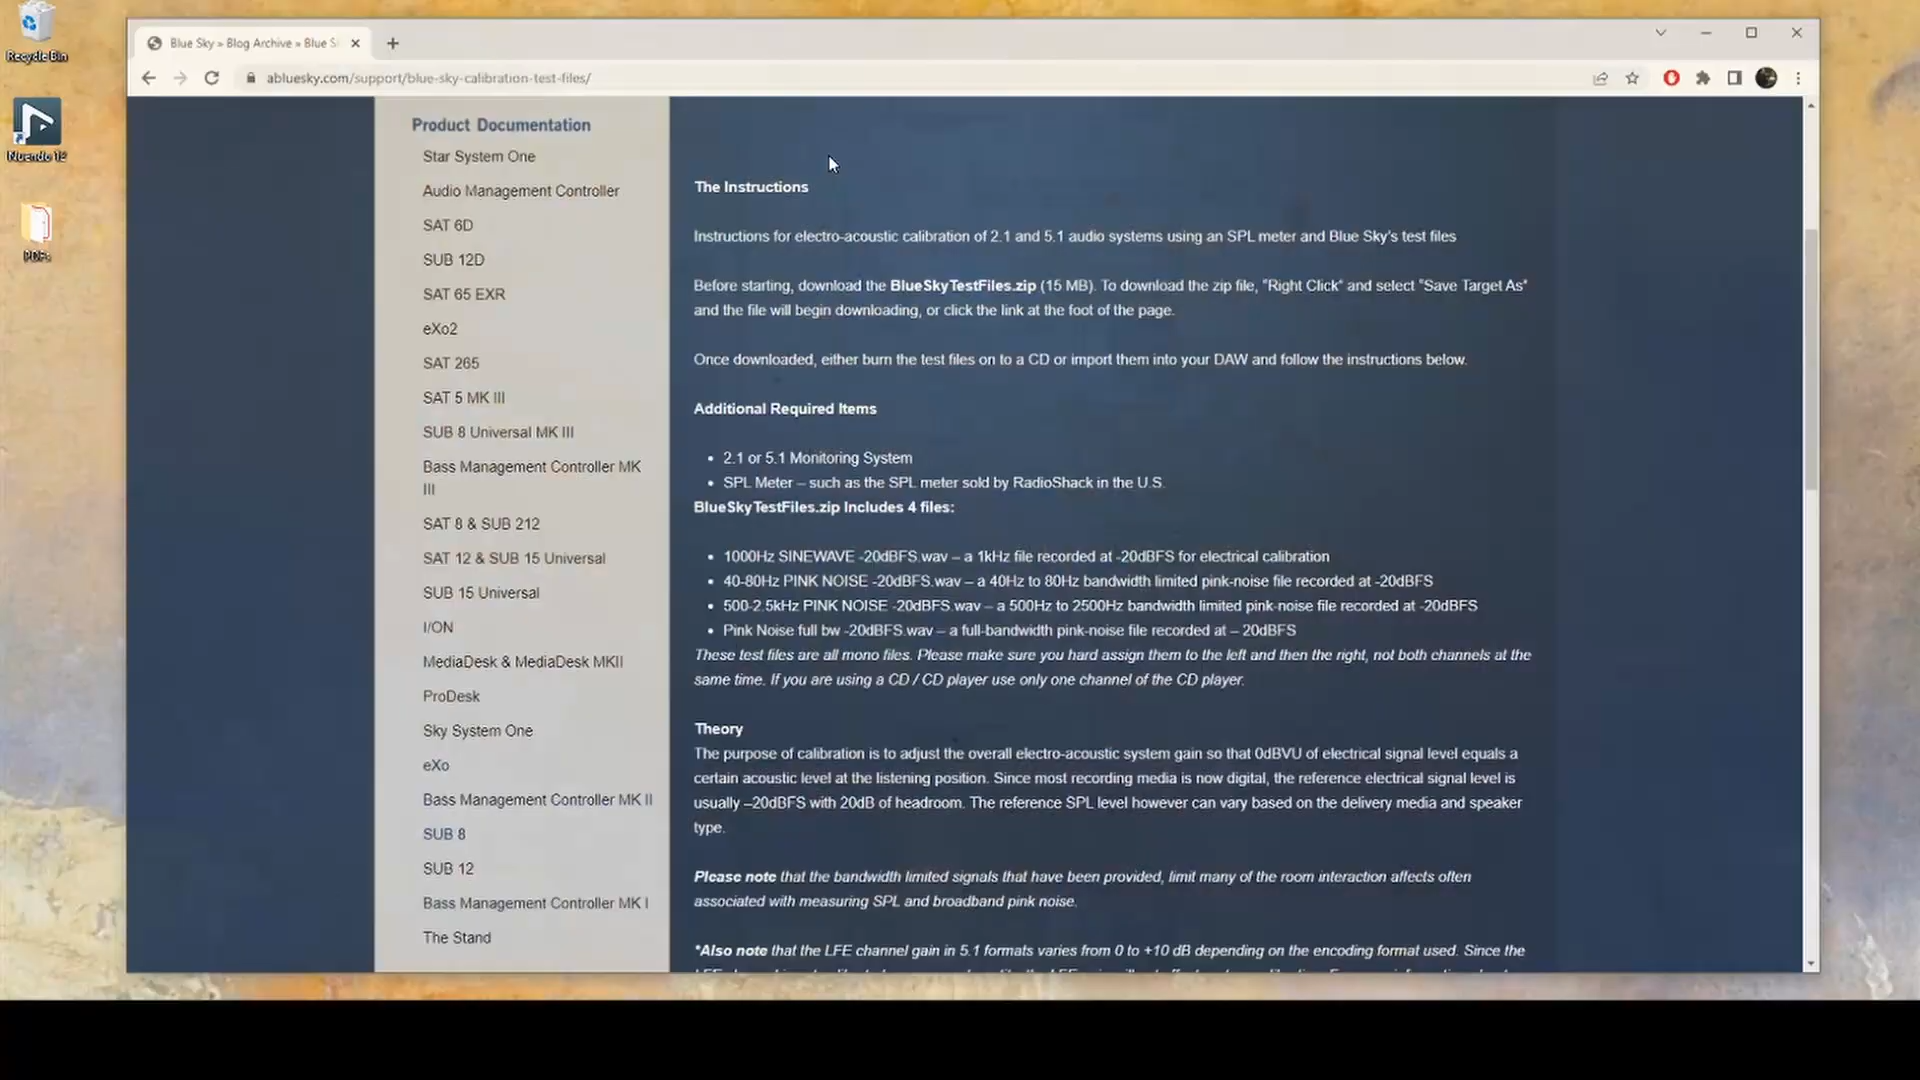 Recycle Bin
Nuendo 12
PDFs
Blue Sky » Blog Archive » Blue S
abluesky.com/support/blue-sky-calibration-test-files/
Product Documentation
Star System One
Audio Management Controller
SAT 6D
SUB 12D
SAT 65 EXR
eXo2
SAT 265
SAT 5 MK III
SUB 8 Universal MK III
Bass Management Controller MK
III
SAT 8 & SUB 212
SAT 12 & SUB 15 Universal
SUB 15 Universal
I/ON
MediaDesk & MediaDesk MKII
ProDesk
Sky System One
eXo
Bass Management Controller MK II
SUB 8
SUB 12
Bass Management Controller MK I
The Stand
The Instructions
Instructions for electro-acoustic calibration of 2.1 and 5.1 audio systems using an SPL meter and Blue Sky's test files
Before starting, download the BlueSkyTestFiles.zip (15 MB). To download the zip file, "Right Click" and select "Save Target As"
and the file will begin downloading, or click the link at the foot of the page.
Once downloaded, either burn the test files on to a CD or import them into your DAW and follow the instructions below.
Additional Required Items
• 2.1 or 5.1 Monitoring System
• SPL Meter – such as the SPL meter sold by RadioShack in the U.S.
BlueSkyTestFiles.zip Includes 4 files:
• 1000Hz SINEWAVE -20dBFS.wav – a 1kHz file recorded at -20dBFS for electrical calibration
• 40-80Hz PINK NOISE -20dBFS.wav – a 40Hz to 80Hz bandwidth limited pink-noise file recorded at -20dBFS
• 500-2.5kHz PINK NOISE -20dBFS.wav – a 500Hz to 2500Hz bandwidth limited pink-noise file recorded at -20dBFS
• Pink Noise full bw -20dBFS.wav – a full-bandwidth pink-noise file recorded at – 20dBFS
These test files are all mono files. Please make sure you hard assign them to the left and then the right, not both channels at the
same time. If you are using a CD / CD player use only one channel of the CD player.
Theory
The purpose of calibration is to adjust the overall electro-acoustic system gain so that 0dBVU of electrical signal level equals a
certain acoustic level at the listening position. Since most recording media is now digital, the reference electrical signal level is
usually –20dBFS with 20dB of headroom. The reference SPL level however can vary based on the delivery media and speaker
type.
Please note that the bandwidth limited signals that have been provided, limit many of the room interaction affects often
associated with measuring SPL and broadband pink noise.
*Also note that the LFE channel gain in 5.1 formats varies from 0 to +10 dB depending on the encoding format used. Since the